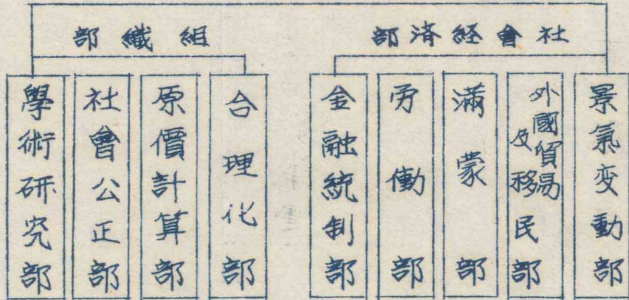 社會経済部
景氣変動部
外國貿易
及移民部
滿蒙部
労働部
金融統制部
組織部
合理化部
原價計算部
社會公正部
學術研究部